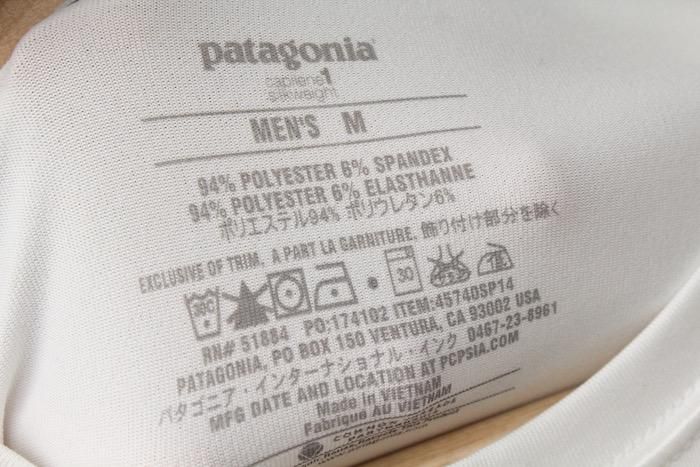 patagonia
capilene 1
silkweight
MEN'S M
94% POLYESTER 6% SPANDEX
94% POLYESTER 6% ELASTHANNE
ポリエステル94% ポリウレタン6%
EXCLUSIVE OF TRIM, A PART LA GARNITURE, 飾り付け部分を除く
30
RN# 51884 PO:174102 ITEM:45740SP14
PATAGONIA, PO BOX 150 VENTURA, CA 93002 USA
パタゴニア・インターナショナル・インク 0467-23-8961
MFG DATE AND LOCATION AT PCPSIA.COM
Made in VIETNAM
Fabriqué AU VIETNAM
COMMON THREADS